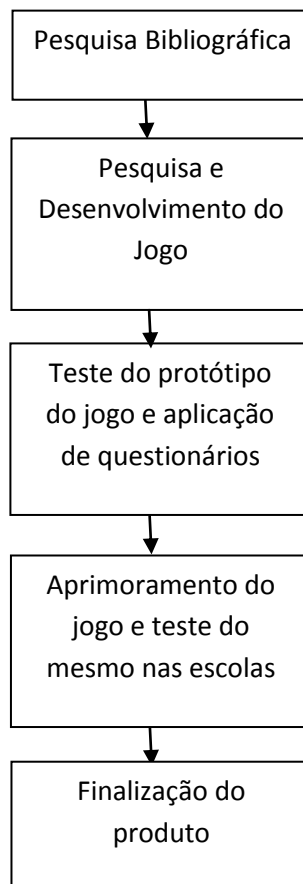 Pesquisa Bibliográfica
Pesquisa e
Desenvolvimento do
Jogo
Teste do protótipo
do jogo e aplicação
de questionários
Aprimoramento do
jogo e teste do
mesmo nas escolas
Finalização do
produto